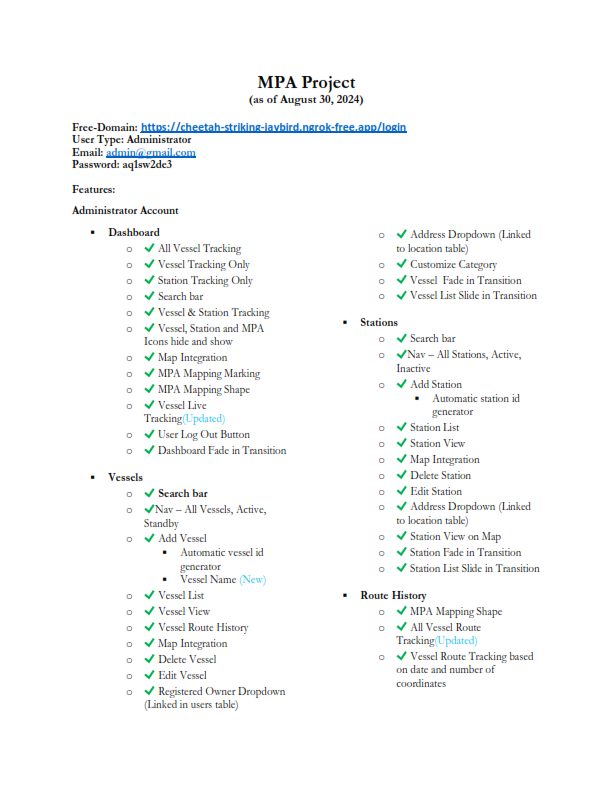 MPA Project
(as of August 30, 2024)
Free-Domain: https://cheetah-striking-jaybird.ngrok-free.app/login
User Type: Administrator
Email: admin@gmail.com
Password: aq1sw2de3
Features:
Administrator Account
▪ Dashboard
o ✔ All Vessel Tracking
o ✔ Vessel Tracking Only
o ✔ Station Tracking Only
o ✔ Search bar
o ✔ Vessel & Station Tracking
o ✔ Vessel, Station and MPA
Icons hide and show
o ✔ Map Integration
o ✔ MPA Mapping Marking
o ✔ MPA Mapping Shape
o ✔ Vessel Live
Tracking(Updated)
o ✔ User Log Out Button
o ✔ Dashboard Fade in Transition
▪ Vessels
o ✔ Search bar
o ✔Nav – All Vessels, Active,
Standby
o ✔ Add Vessel
▪ Automatic vessel id
generator
▪ Vessel Name (New)
o ✔ Vessel List
o ✔ Vessel View
o ✔ Vessel Route History
o ✔ Map Integration
o ✔ Delete Vessel
o ✔ Edit Vessel
o ✔ Registered Owner Dropdown
(Linked in users table)
o ✔ Address Dropdown (Linked
to location table)
o ✔ Customize Category
o ✔ Vessel Fade in Transition
o ✔ Vessel List Slide in Transition
▪ Stations
o ✔ Search bar
o ✔Nav – All Stations, Active,
Inactive
o ✔ Add Station
▪ Automatic station id
generator
o ✔ Station List
o ✔ Station View
o ✔ Map Integration
o ✔ Delete Station
o ✔ Edit Station
o ✔ Address Dropdown (Linked
to location table)
o ✔ Station View on Map
o ✔ Station Fade in Transition
o ✔ Station List Slide in Transition
▪ Route History
o ✔ MPA Mapping Shape
o ✔ All Vessel Route
Tracking(Updated)
o ✔ Vessel Route Tracking based
on date and number of
coordinates